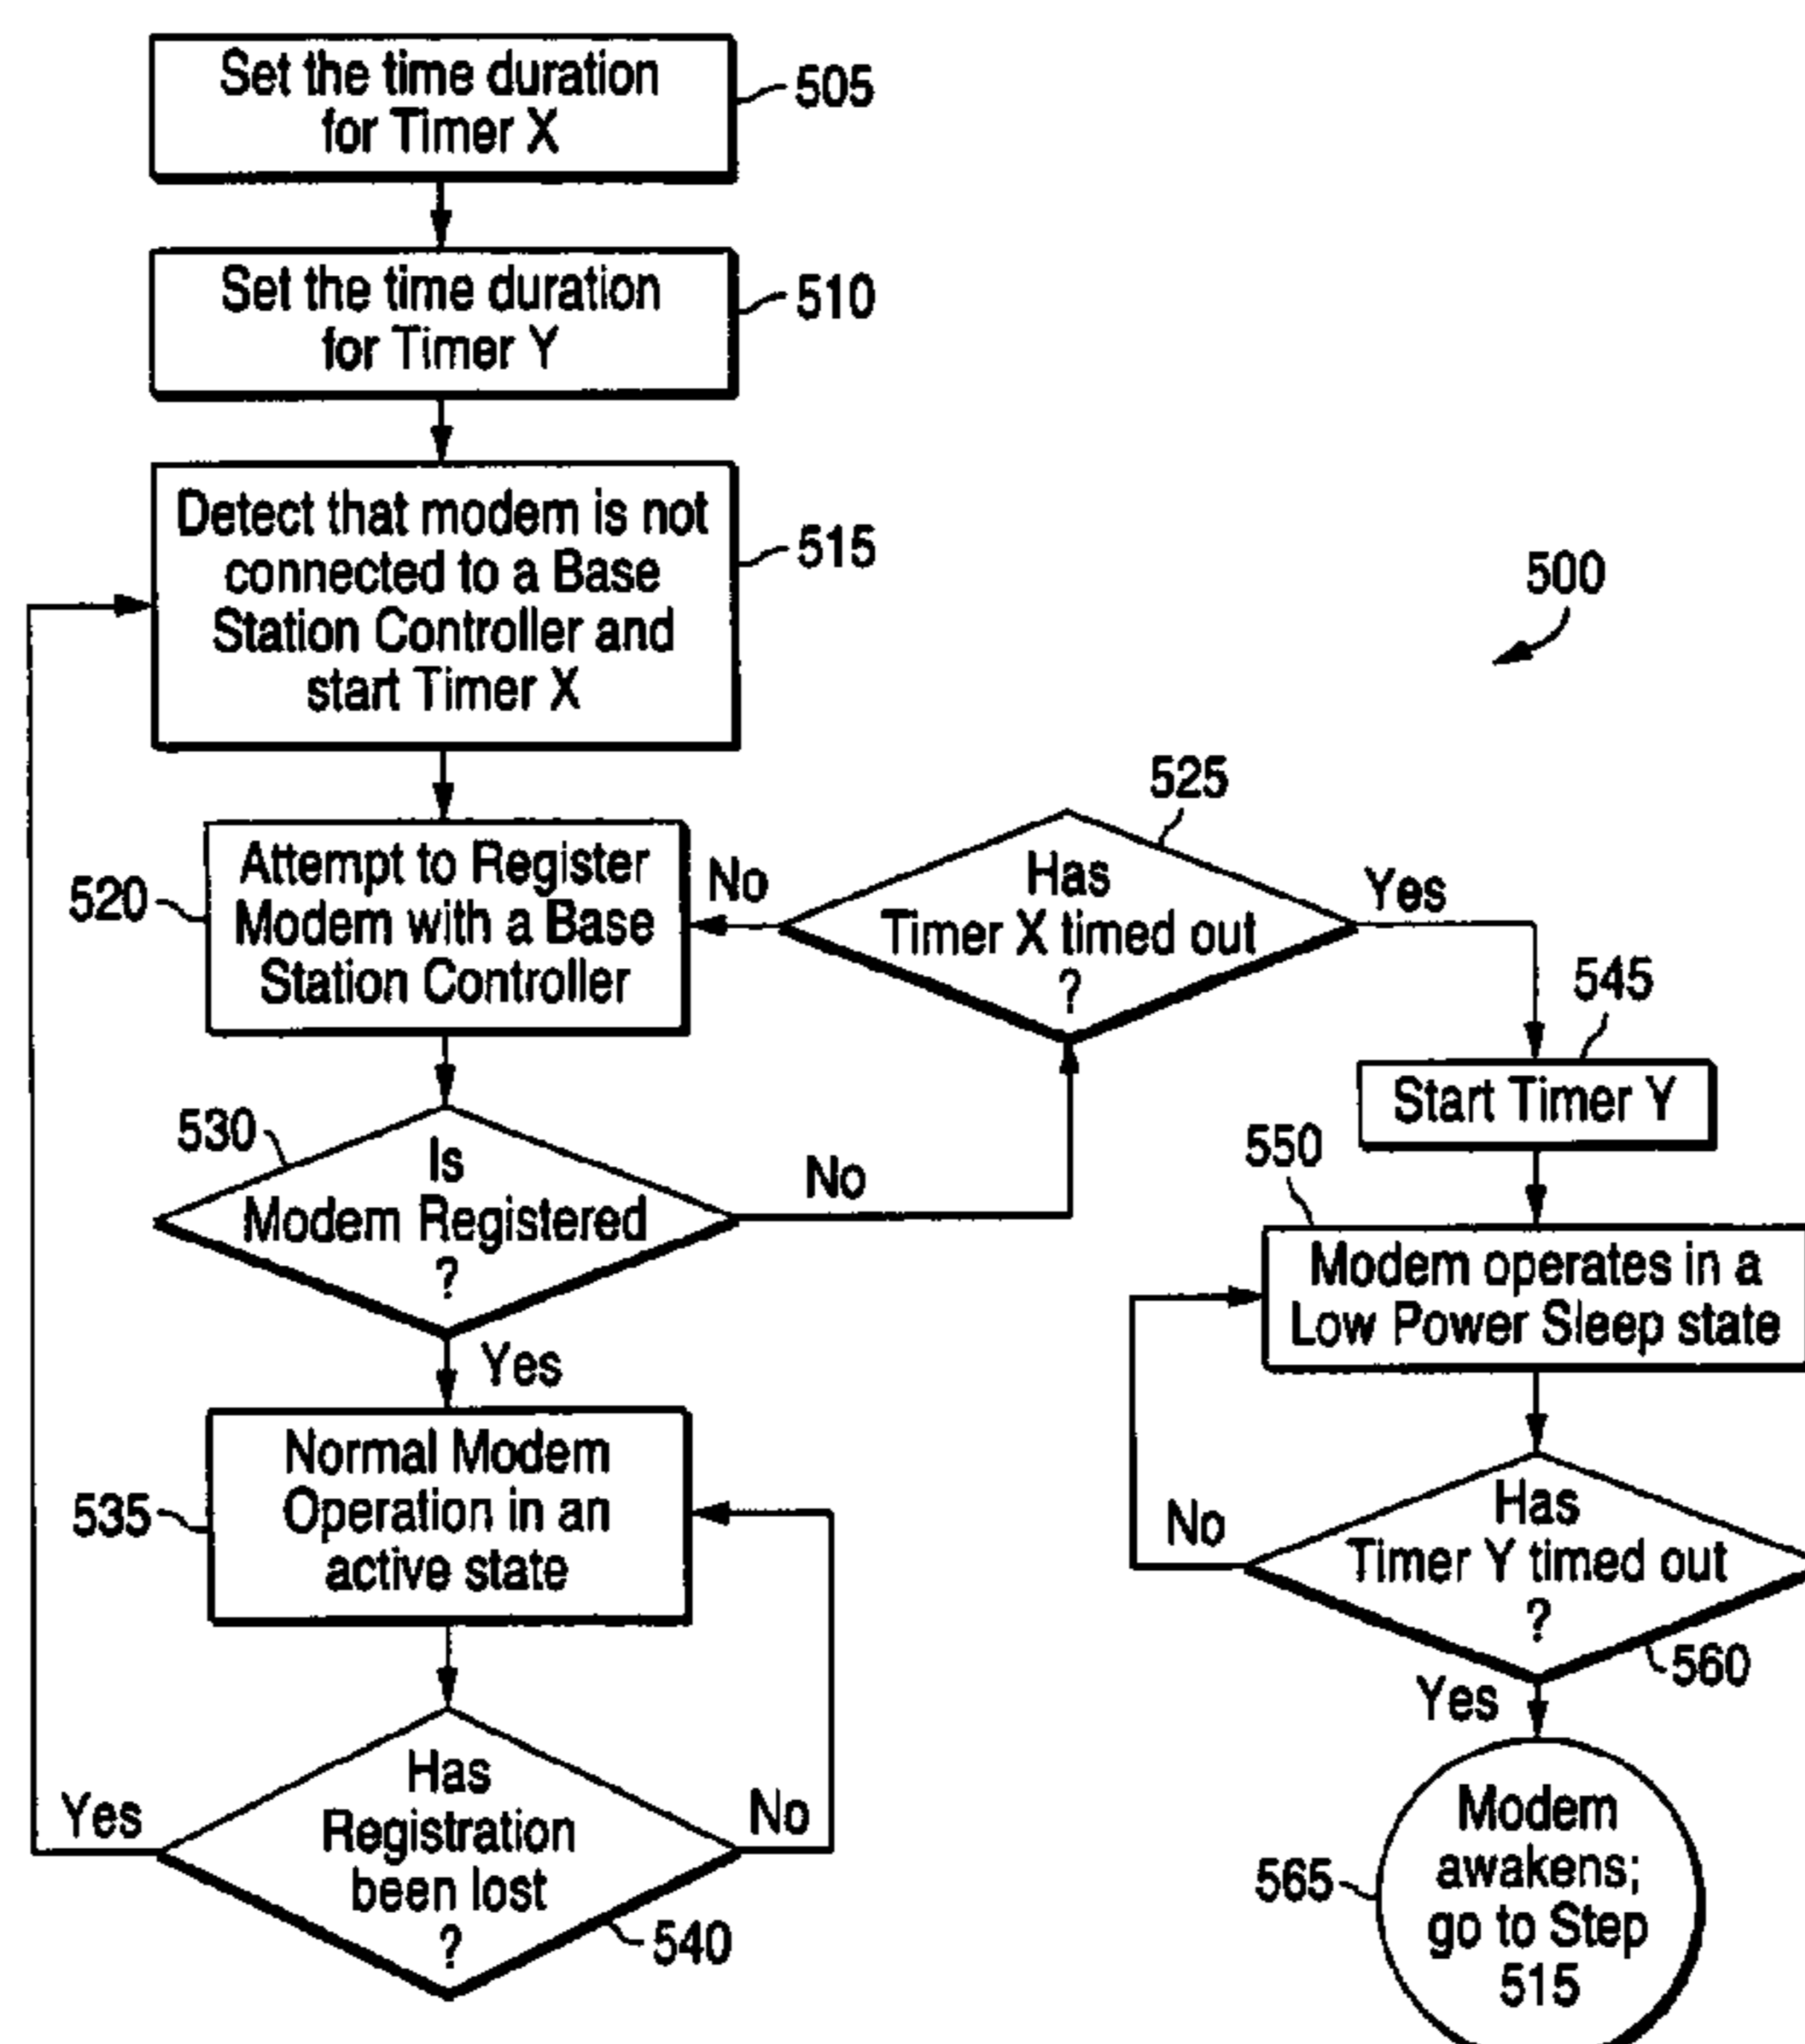 Set the time duration
for Timer X
505
Set the time duration
for Timer Y
510
Detect that modem is not
connected to a Base
Station Controller and
start Timer X
515
500
520
Attempt to Register
Modem with a Base
Station Controller
No
525
Has
Timer X timed out
?
Yes
545
Start Timer Y
530
Is
Modem Registered
?
No
Yes
550
Modem operates in a
Low Power Sleep state
535
Normal Modem
Operation in an
active state
No
Has
Timer Y timed out
?
560
Yes
Yes
Has
Registration
been lost
?
No
540
565
Modem
awakens;
go to Step
515